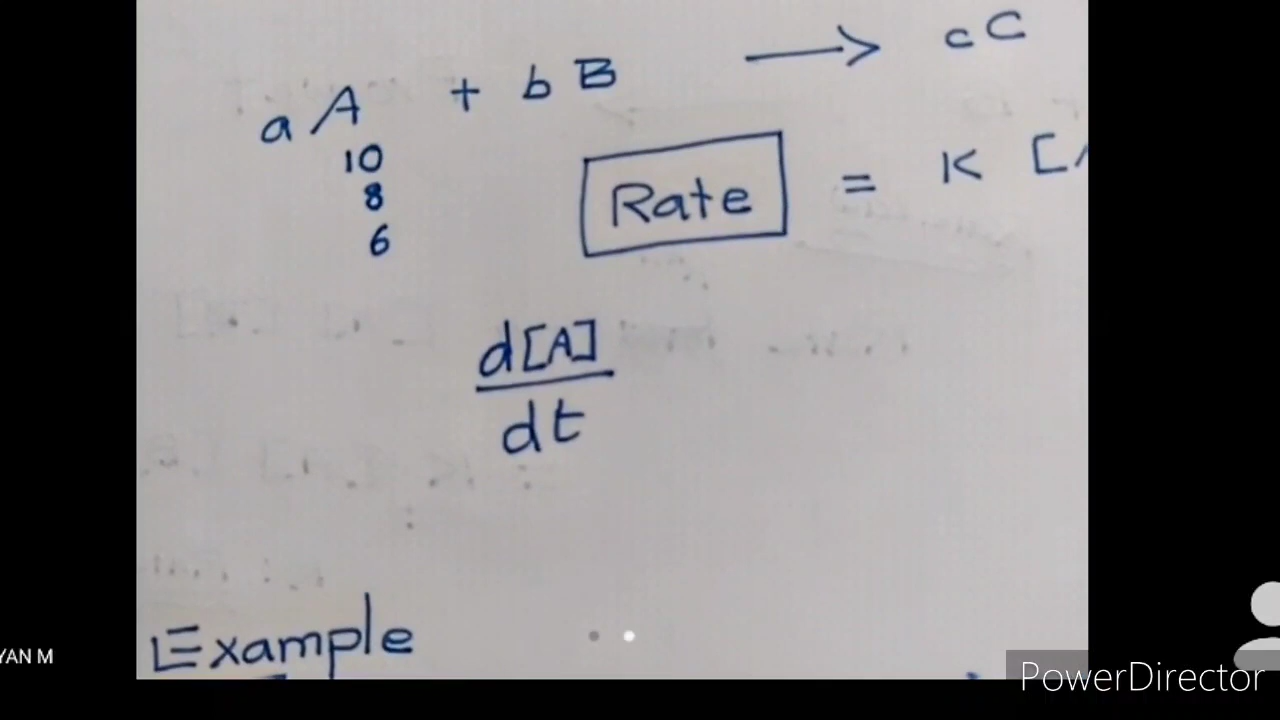 aA + bB → cC
10
8
6
Rate = K [A
d[A]
dt
Example
YAN M
PowerDirector